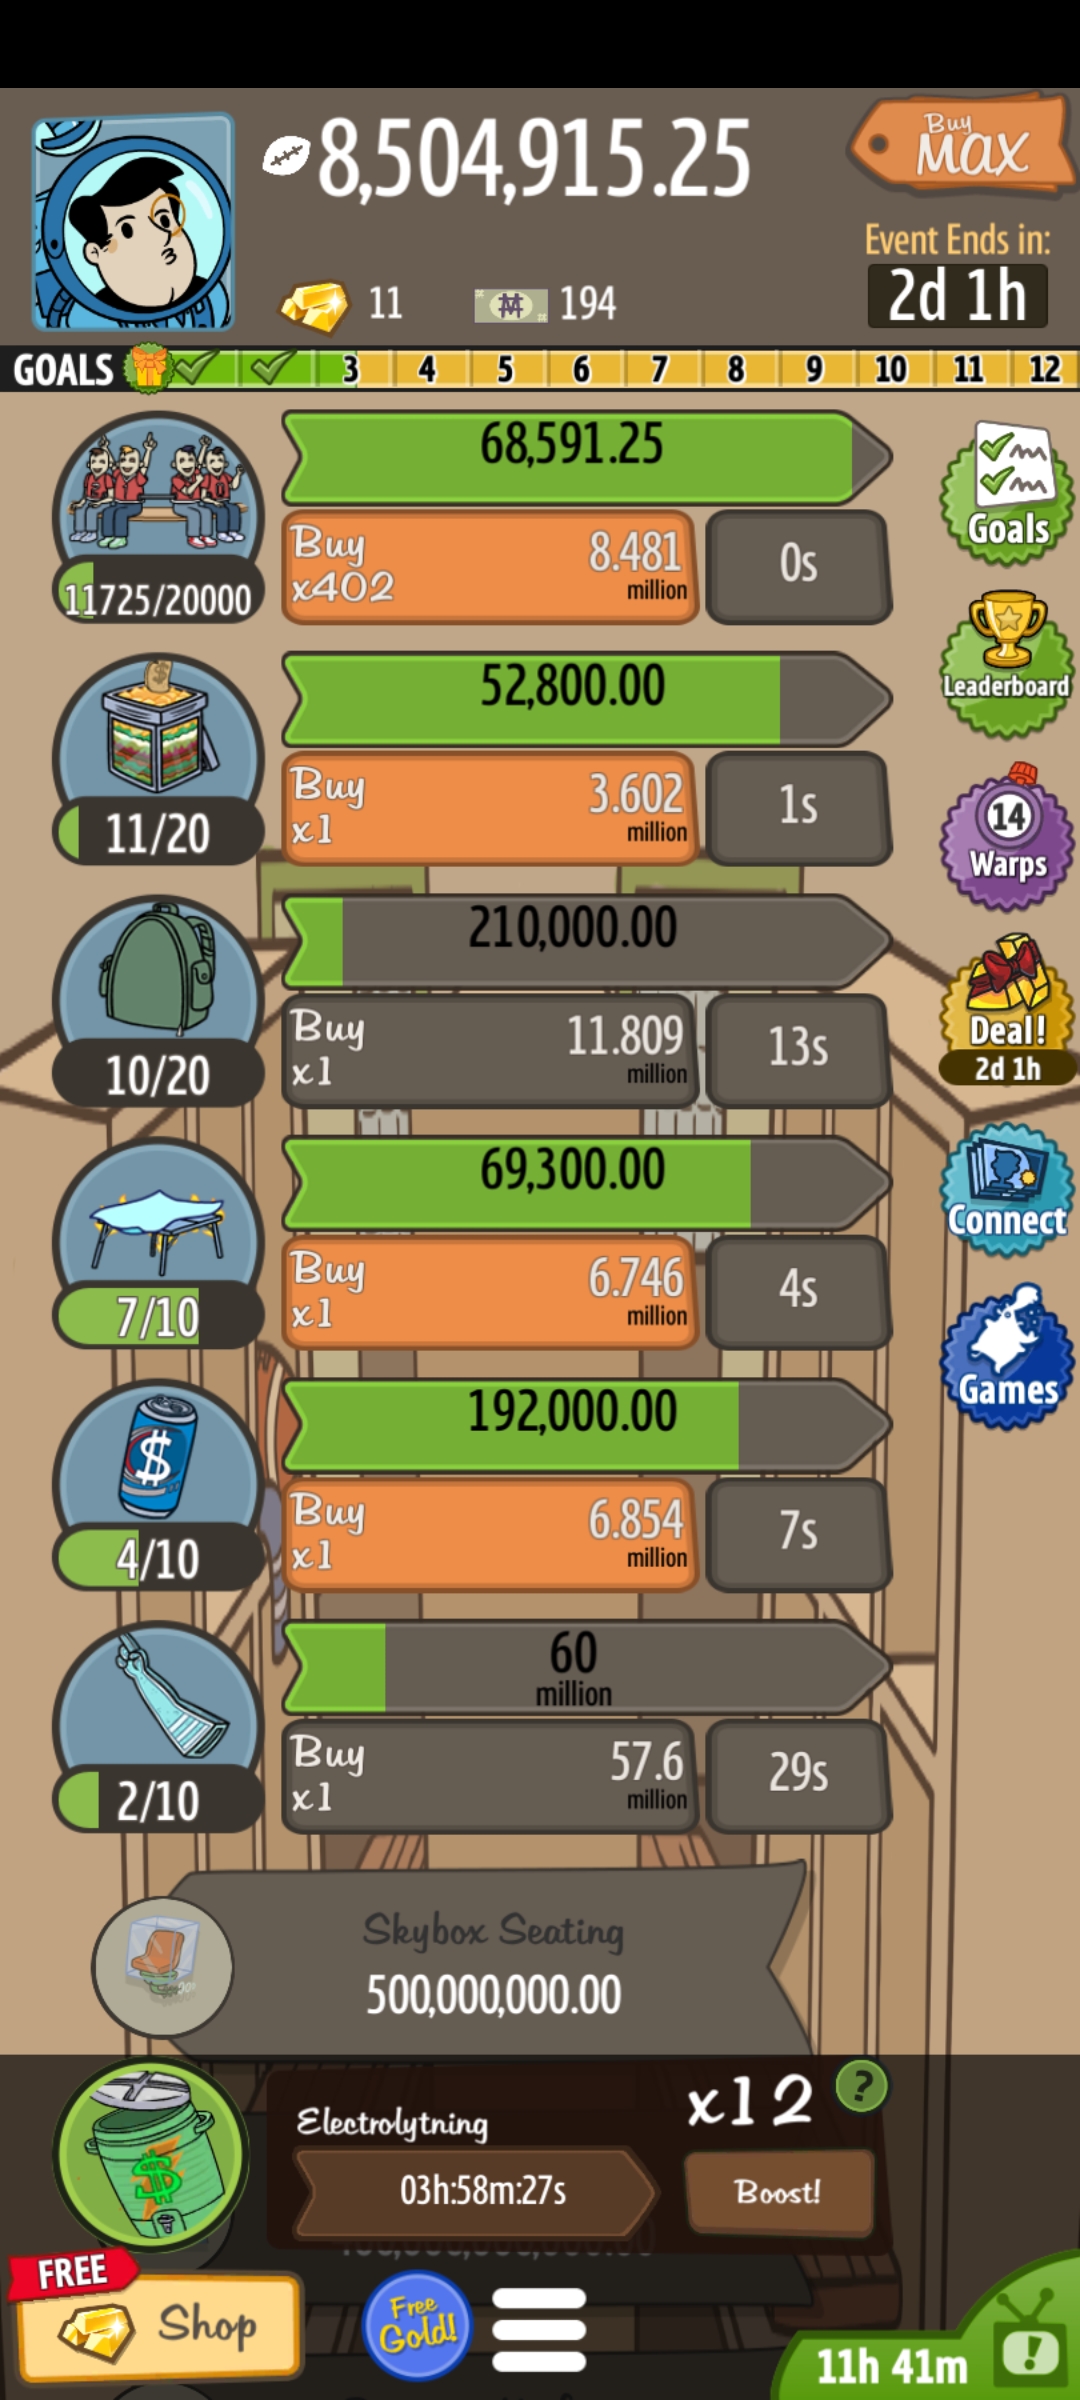 8,504,915.25
Buy
MAX
Event Ends in:
2d 1h
11
194
GOALS 3 4 5 6 7 8 9 10 11 12
68,591.25
11725/20000
Buy
x402
8.481
million
0s
Goals
52,800.00
11/20
Buy
x1
3.602
million
1s
Leaderboard
210,000.00
10/20
Buy
x1
11.809
million
13s
14
Warps
Deal!
2d 1h
69,300.00
7/10
Buy
x1
6.746
million
4s
Connect
192,000.00
4/10
Buy
x1
6.854
million
7s
Games
60
million
2/10
Buy
x1
57.6
million
29s
Skybox Seating
500,000,000.00
Electrolytning
x12
?
03h:58m:27s
Boost!
FREE
Shop
Free
Gold!
11h 41m